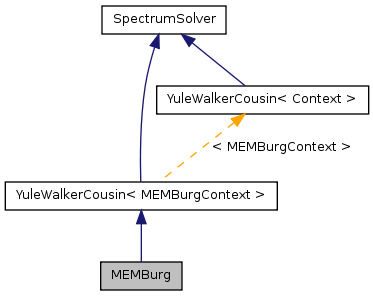 SpectrumSolver
YuleWalkerCousin< Context >
< MEMBurgContext >
YuleWalkerCousin< MEMBurgContext >
MEMBurg